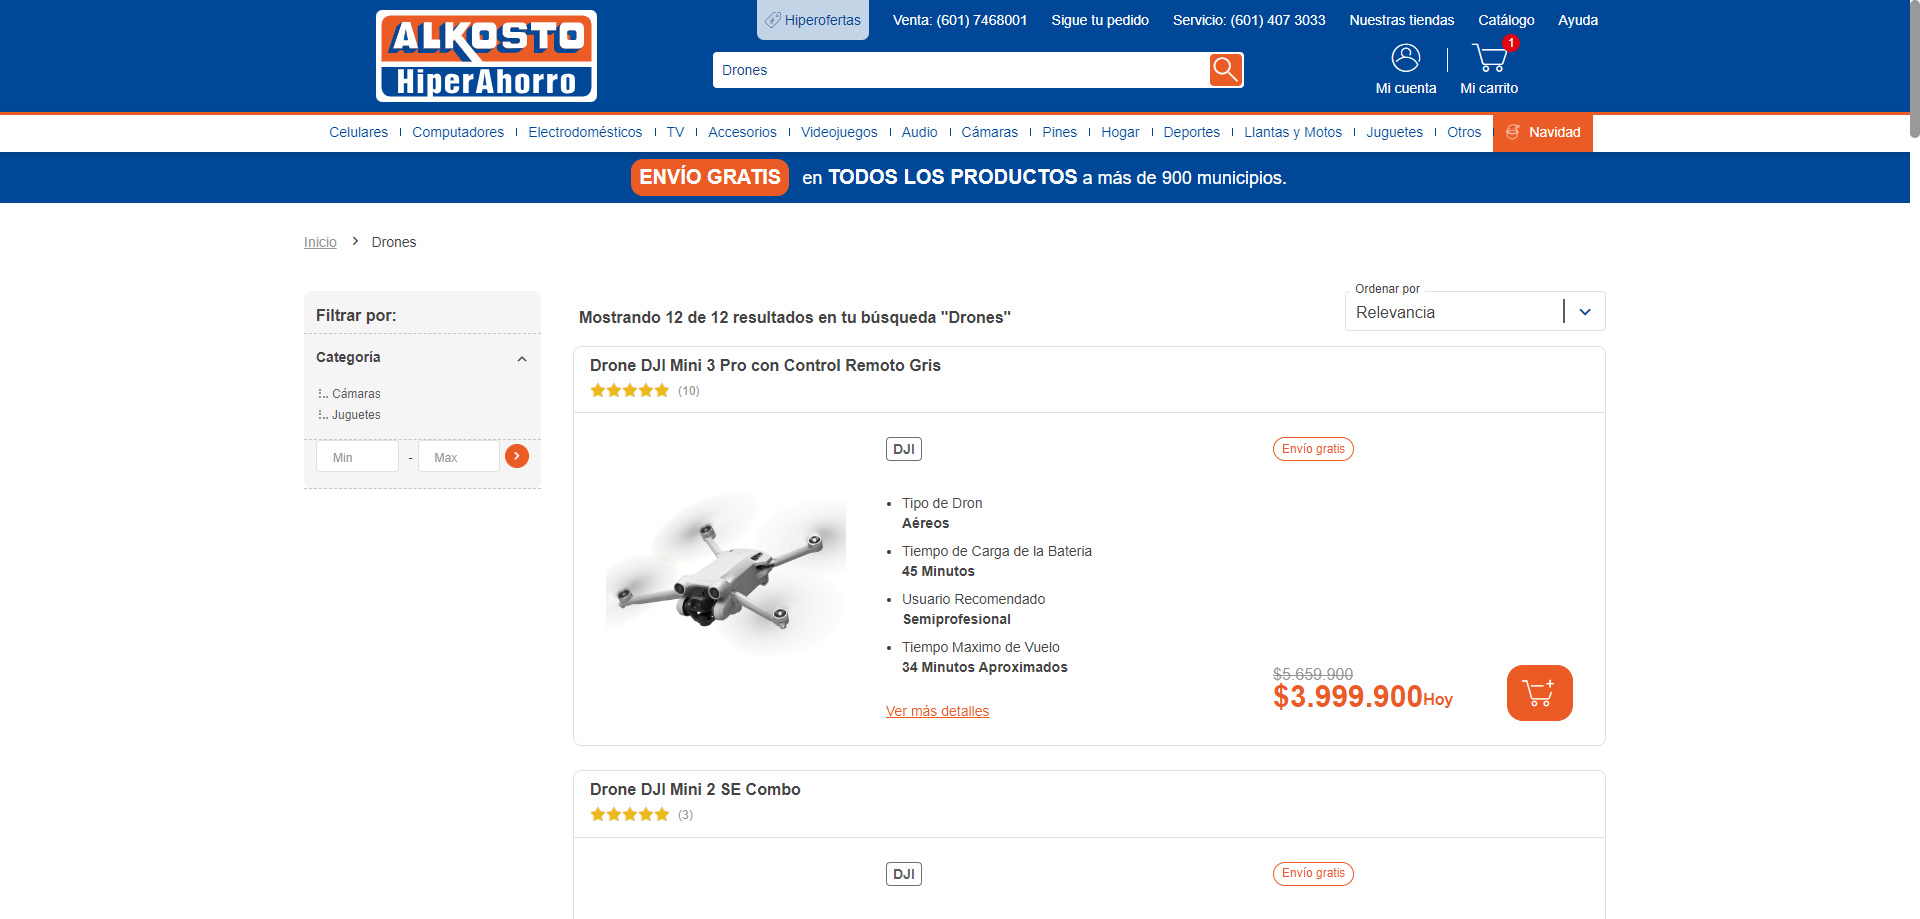 ALKOSTO
HiperAhorro
Hiperofertas
Venta: (601) 7468001
Sigue tu pedido
Servicio: (601) 407 3033
Nuestras tiendas
Catálogo
Ayuda
Drones
1
Mi cuenta
Mi carrito
Celulares
Computadores
Electrodomésticos
TV
Accesorios
Videojuegos
Audio
Cámaras
Pines
Hogar
Deportes
Llantas y Motos
Juguetes
Otros
Navidad
ENVÍO GRATIS en TODOS LOS PRODUCTOS a más de 900 municipios.
Inicio > Drones
Filtrar por:
Categoría
Cámaras
Juguetes
Min - Max
Mostrando 12 de 12 resultados en tu búsqueda "Drones"
Ordenar por
Relevancia
Drone DJI Mini 3 Pro con Control Remoto Gris
(10)
DJI
Envío gratis
Tipo de Dron
Aéreos
Tiempo de Carga de la Bateria
45 Minutos
Usuario Recomendado
Semiprofesional
Tiempo Maximo de Vuelo
34 Minutos Aproximados
Ver más detalles
$5.659.900
$3.999.900 Hoy
Drone DJI Mini 2 SE Combo
(3)
DJI
Envío gratis